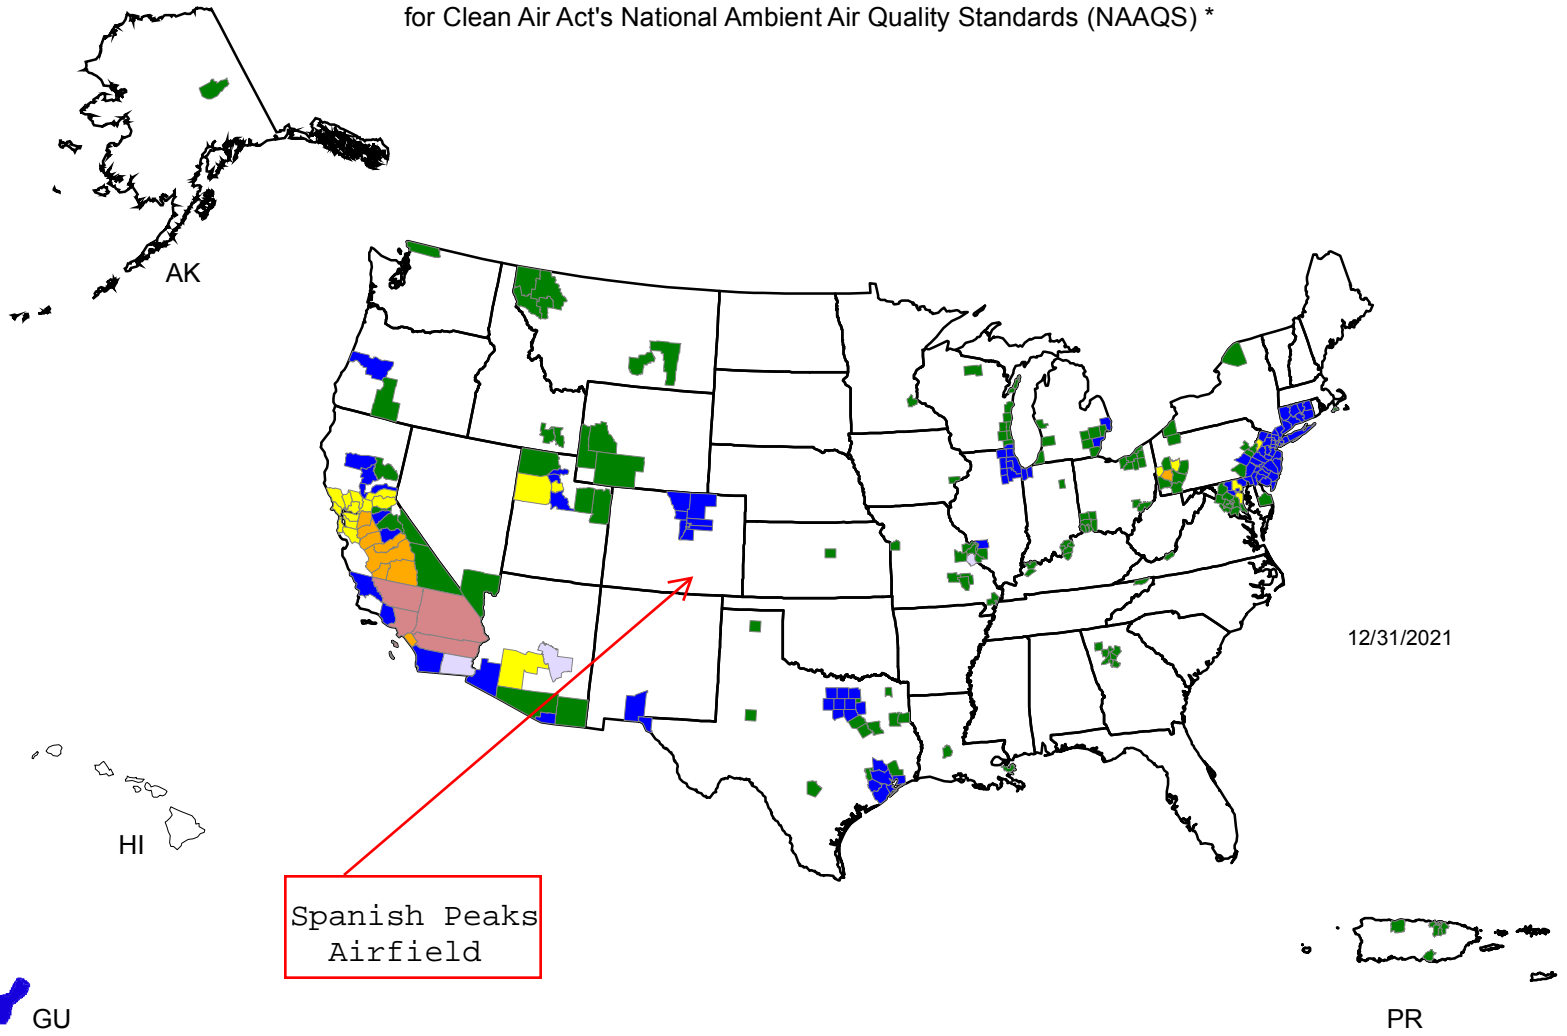 for Clean Air Act's National Ambient Air Quality Standards (NAAQS) *
AK
12/31/2021
HI
Spanish Peaks
Airfield
GU
PR